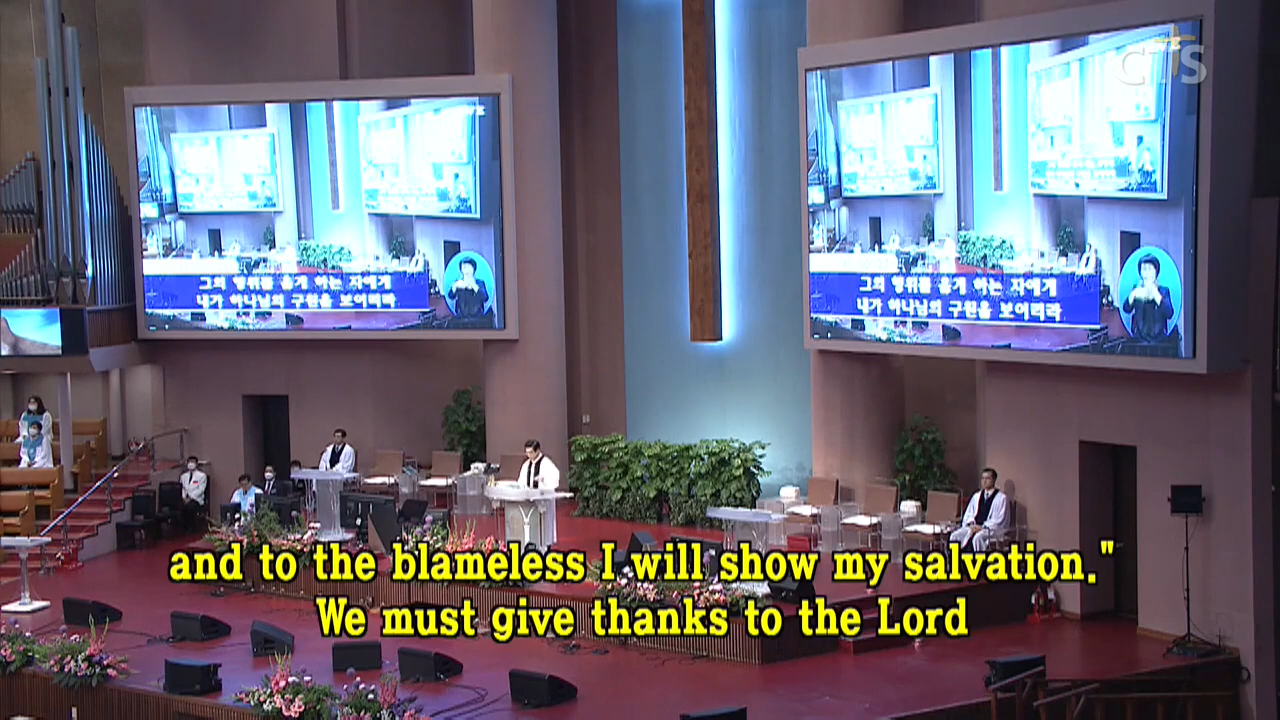 CTS
그의 행위를 옳게 하는 자에게
내가 하나님의 구원을 보이리라
그의 행위를 옳게 하는 자에게
내가 하나님의 구원을 보이리라
and to the blameless I will show my salvation."
We must give thanks to the Lord